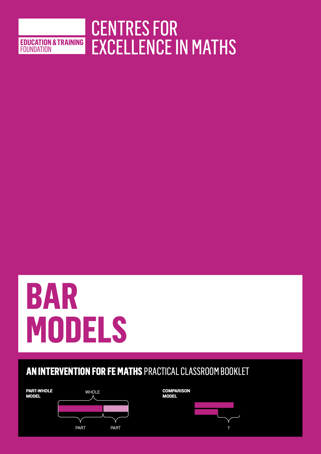 EDUCATION & TRAINING
FOUNDATION
CENTRES FOR
EXCELLENCE IN MATHS
BAR
MODELS
AN INTERVENTION FOR FE MATHS PRACTICAL CLASSROOM BOOKLET
PART-WHOLE
MODEL
WHOLE
PART
PART
COMPARISON
MODEL
?